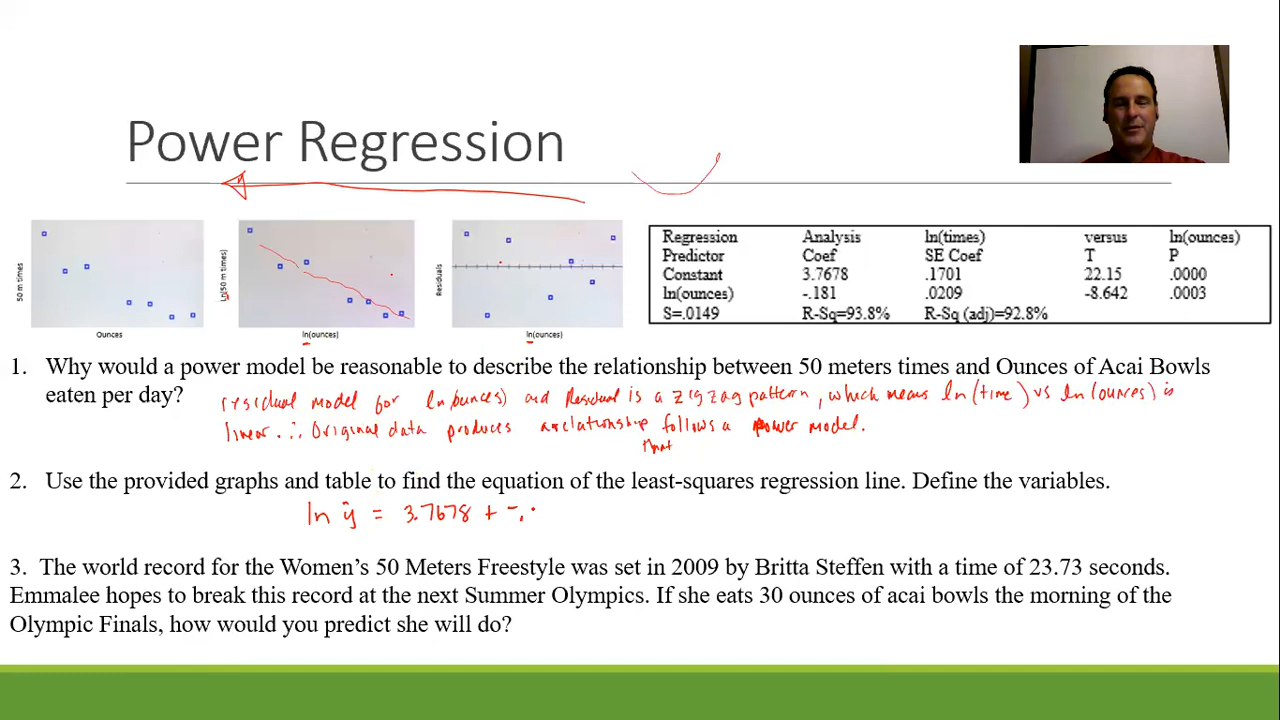 Power Regression
50 m times
Ounces
Ln(50 m times)
ln(ounces)
Residuals
ln(ounces)
Regression Analysis ln(times) versus ln(ounces)
Predictor Coef SE Coef T P
Constant 3.7678 .1701 22.15 .0000
ln(ounces) -.181 .0209 -8.642 .0003
S=.0149 R-Sq=93.8% R-Sq (adj)=92.8%
1. Why would a power model be reasonable to describe the relationship between 50 meters times and Ounces of Acai Bowls
eaten per day?
residual model for ln(ounces) and Residual is a zigzag pattern, which means ln(time) vs ln(ounces) is
linear. ∴ Original data produces a relationship follows a power model.
that
2. Use the provided graphs and table to find the equation of the least-squares regression line. Define the variables.
ln ŷ = 3.7678 + -.
3. The world record for the Women's 50 Meters Freestyle was set in 2009 by Britta Steffen with a time of 23.73 seconds.
Emmalee hopes to break this record at the next Summer Olympics. If she eats 30 ounces of acai bowls the morning of the
Olympic Finals, how would you predict she will do?